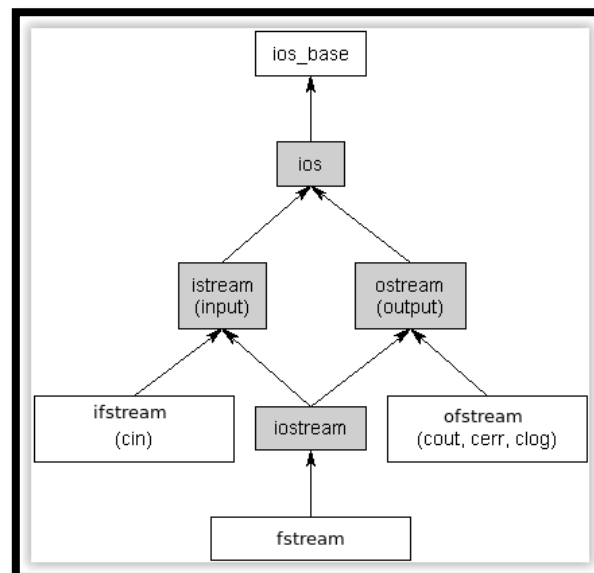 ios_base
ios
istream
(input)
ostream
(output)
ifstream
(cin)
iostream
ofstream
(cout, cerr, clog)
fstream